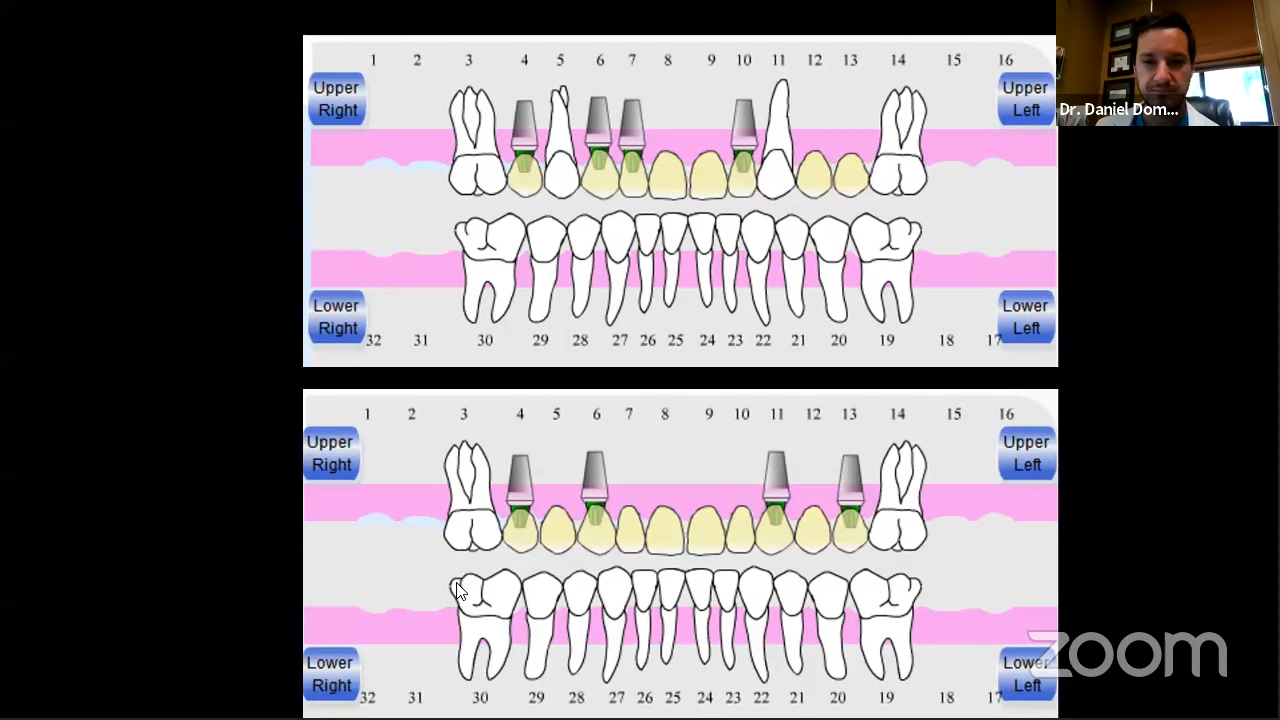 1 2 3 4 5 6 7 8 9 10 11 12 13 14 15 16
Upper
Right
Upper
Left
Dr. Daniel Dom...
Lower
Right
Lower
Left
32 31 30 29 28 27 26 25 24 23 22 21 20 19 18 17
1 2 3 4 5 6 7 8 9 10 11 12 13 14 15 16
Upper
Right
Upper
Left
Lower
Right
Lower
Left
32 31 30 29 28 27 26 25 24 23 22 21 20 19 18 17
zoom